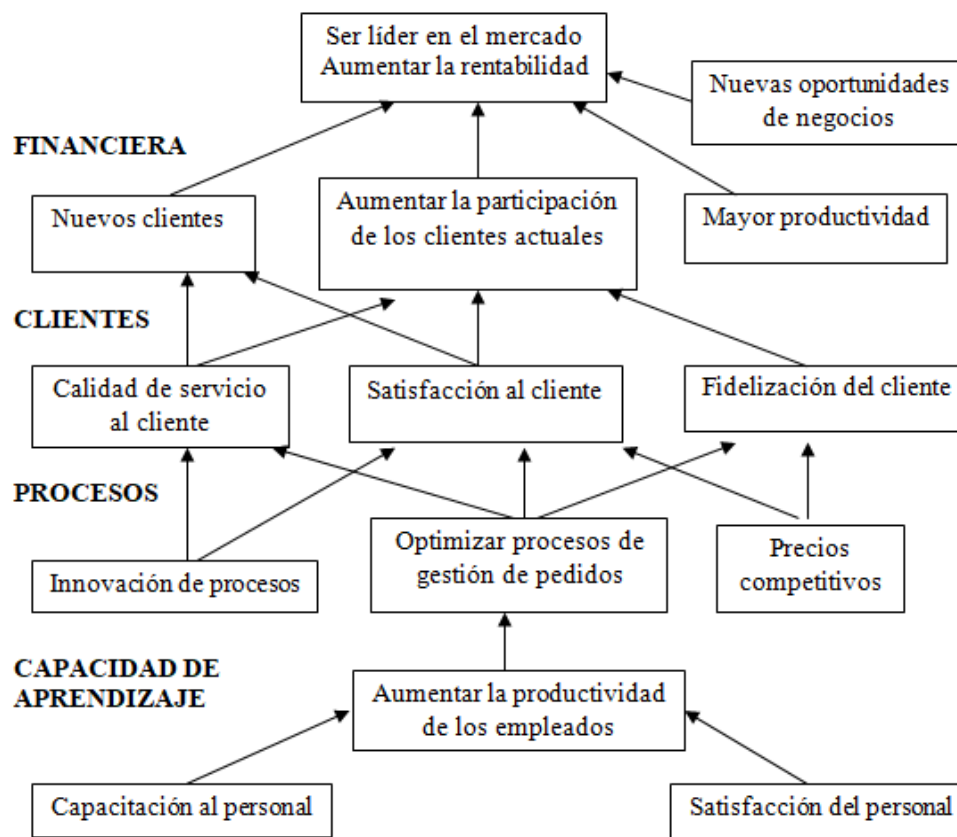 Ser líder en el mercado
Aumentar la rentabilidad
Nuevas oportunidades
de negocios
FINANCIERA
Nuevos clientes
Aumentar la participación
de los clientes actuales
Mayor productividad
CLIENTES
Calidad de servicio
al cliente
Satisfacción al cliente
Fidelización del cliente
PROCESOS
Innovación de procesos
Optimizar procesos de
gestión de pedidos
Precios
competitivos
CAPACIDAD DE
APRENDIZAJE
Aumentar la productividad
de los empleados
Capacitación al personal
Satisfacción del personal